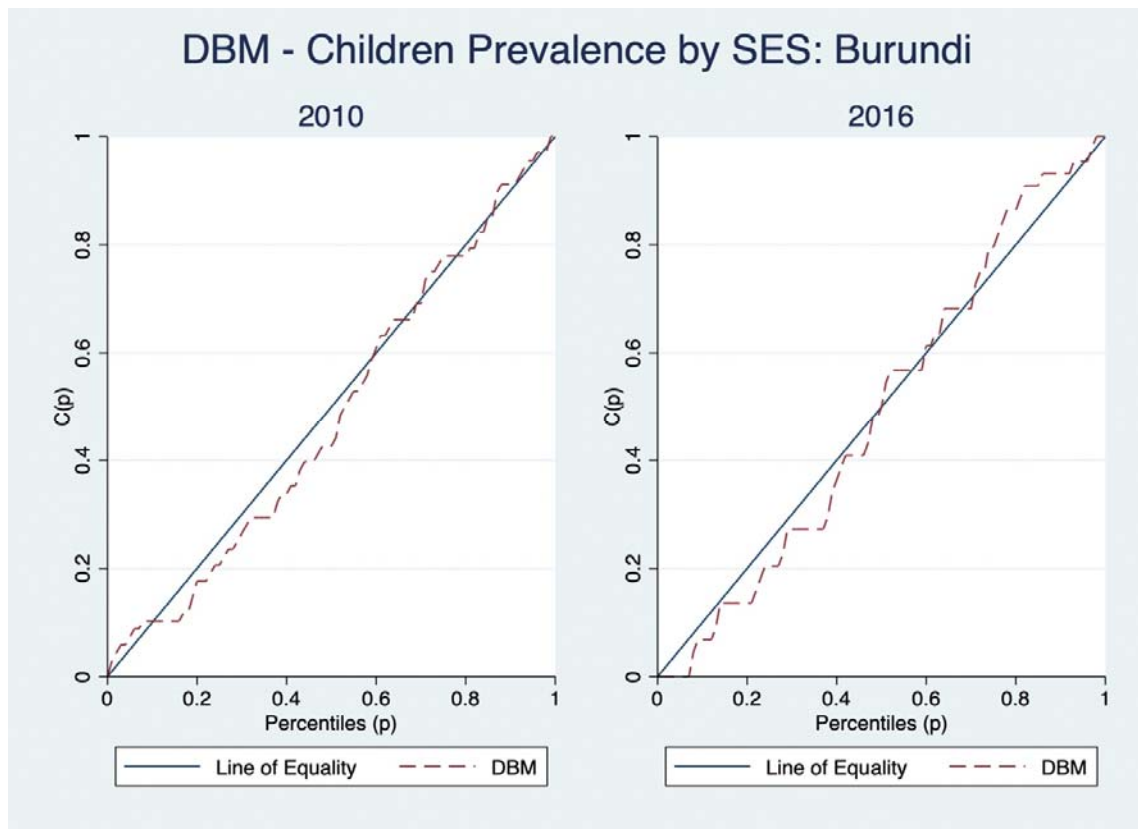 DBM - Children Prevalence by SES: Burundi
2010
C(p)
1
0.8
0.6
0.4
0.2
0
0 0.2 0.4 0.6 0.8 1
Percentiles (p)
Line of Equality DBM
2016
C(p)
1
0.8
0.6
0.4
0.2
0
0 0.2 0.4 0.6 0.8 1
Percentiles (p)
Line of Equality DBM